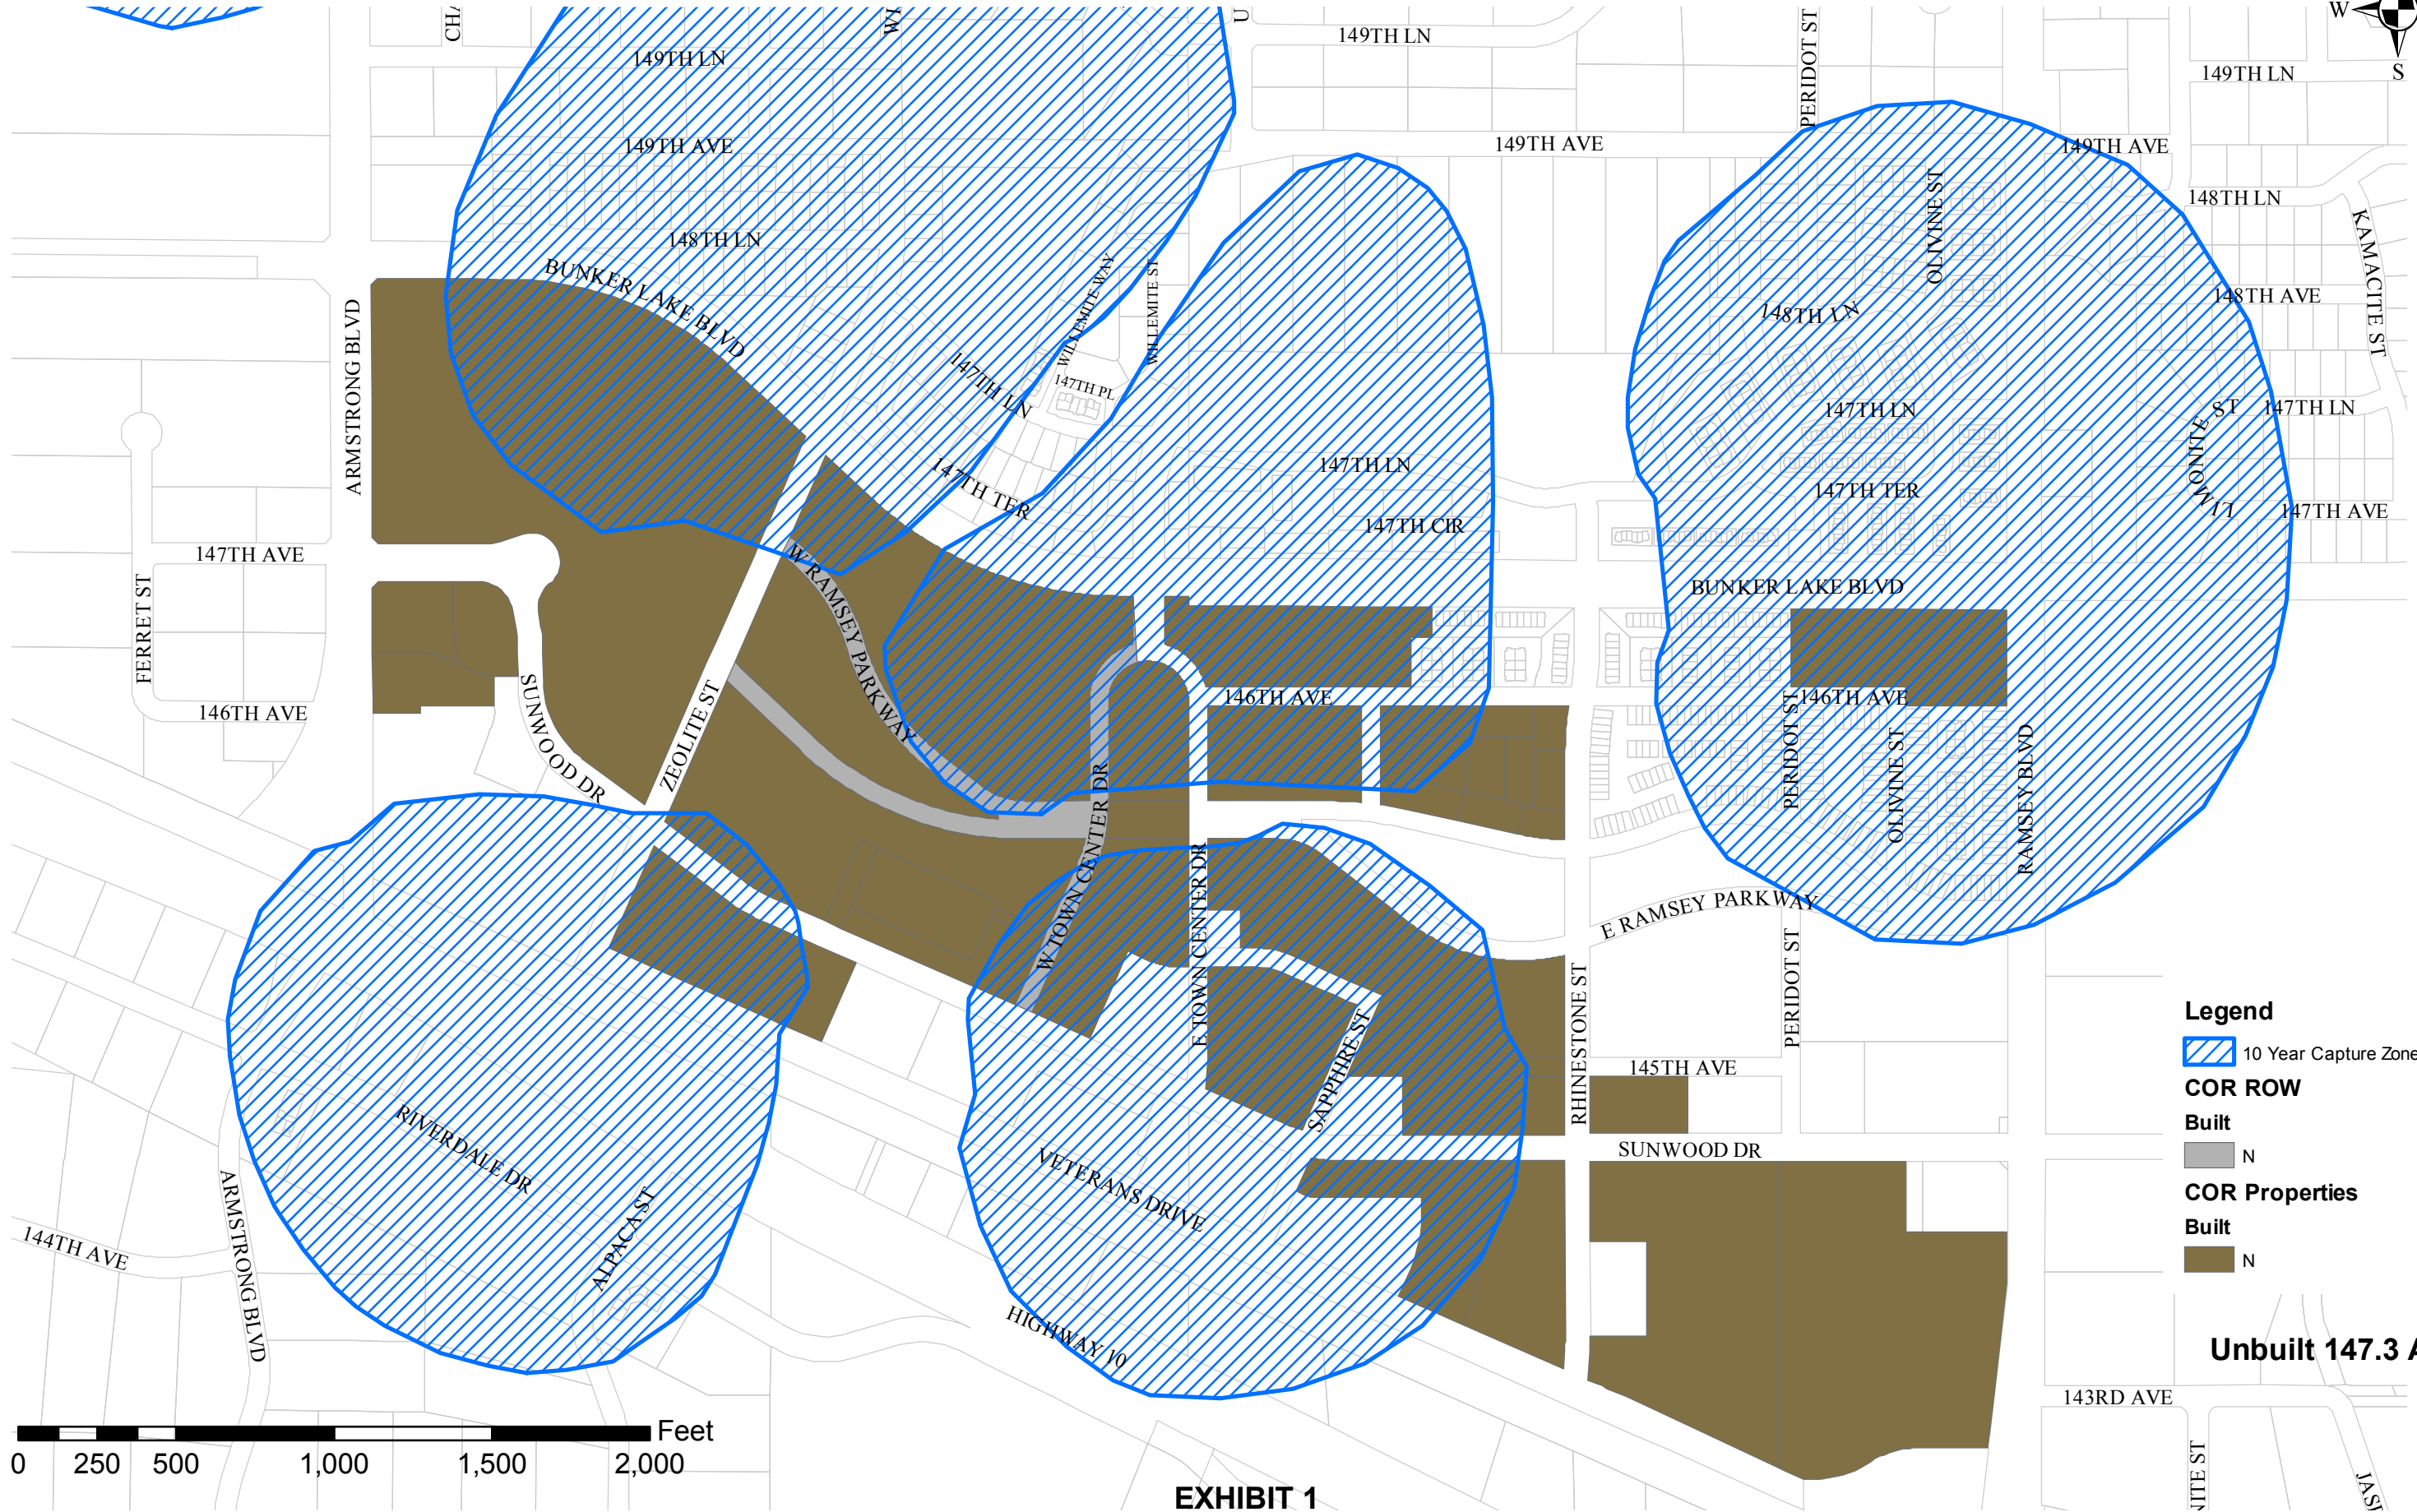 W
S
149TH LN
149TH LN
PERIDOT ST
149TH LN
149TH AVE
149TH AVE
149TH AVE
148TH LN
148TH LN
OLIVINE ST
KAMACITE ST
BUNKER LAKE BLVD
WILLEMITE WAY
WILLEMITE ST
148TH LN
148TH AVE
ARMSTRONG BLVD
147TH LN
147TH PL
147TH LN
147TH LN
LIMONITE ST
147TH LN
147TH TER
147TH TER
147TH CIR
147TH AVE
147TH AVE
W RAMSEY PARKWAY
BUNKER LAKE BLVD
FERRET ST
146TH AVE
SUNWOOD DR
ZEOLITE ST
146TH AVE
146TH AVE
PERIDOT ST
OLIVINE ST
RAMSEY BLVD
W TOWN CENTER DR
E TOWN CENTER DR
E RAMSEY PARKWAY
PERIDOT ST
RHINESTONE ST
SAPPHIRE ST
145TH AVE
SUNWOOD DR
RIVERDALE DR
ALPACA ST
ARMSTRONG BLVD
144TH AVE
VETERANS DRIVE
HIGHWAY 10
Legend
10 Year Capture Zone
COR ROW
Built
N
COR Properties
Built
N
Unbuilt 147.3
143RD AVE
Feet
0 250 500 1,000 1,500 2,000
EXHIBIT 1